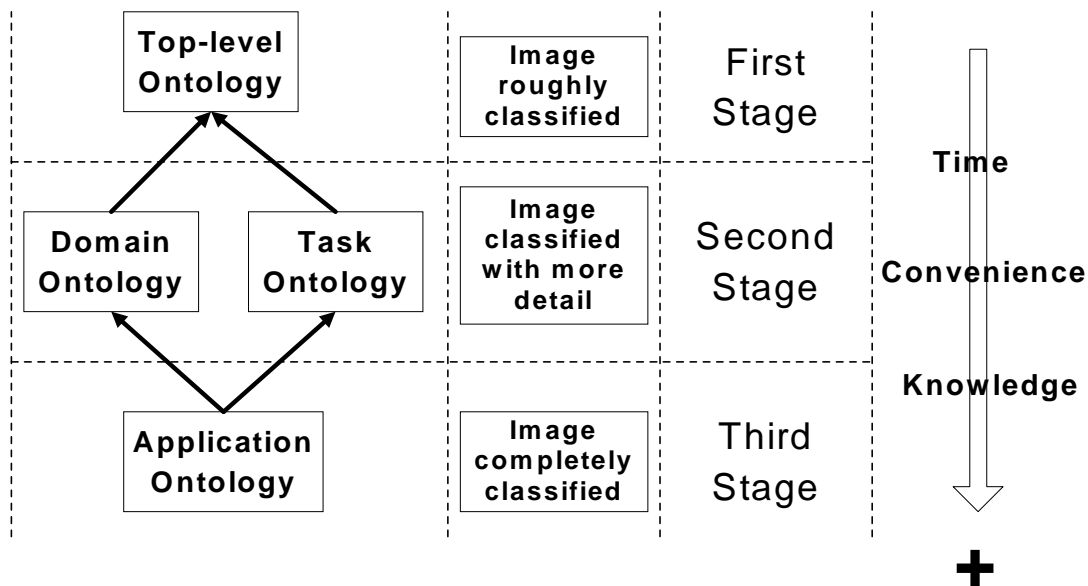 Top-level
Ontology
Image
roughly
classified
First
Stage
Time
Domain
Ontology
Task
Ontology
Image
classified
with more
detail
Second
Stage
Convenience
Knowledge
Application
Ontology
Image
completely
classified
Third
Stage
+